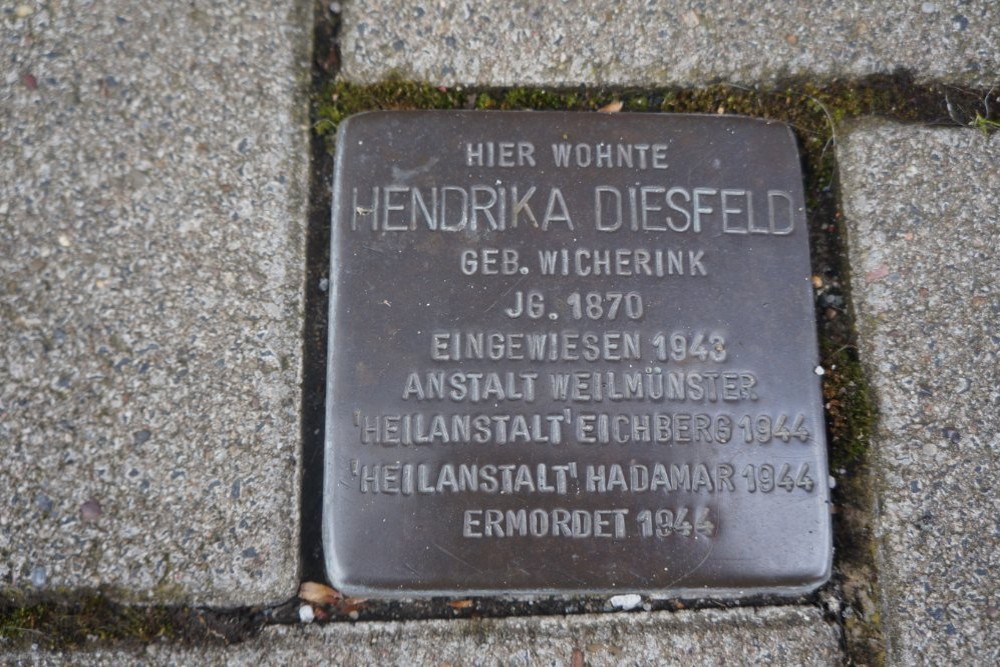 HIER WOHNTE
HENDRIKA DIESFELD
GEB. WICHERINK
JG. 1870
EINGEWIESEN 1943
ANSTALT WEILMÜNSTER
'HEILANSTALT' EICHBERG 1944
'HEILANSTALT' HADAMAR 1944
ERMORDET 1944